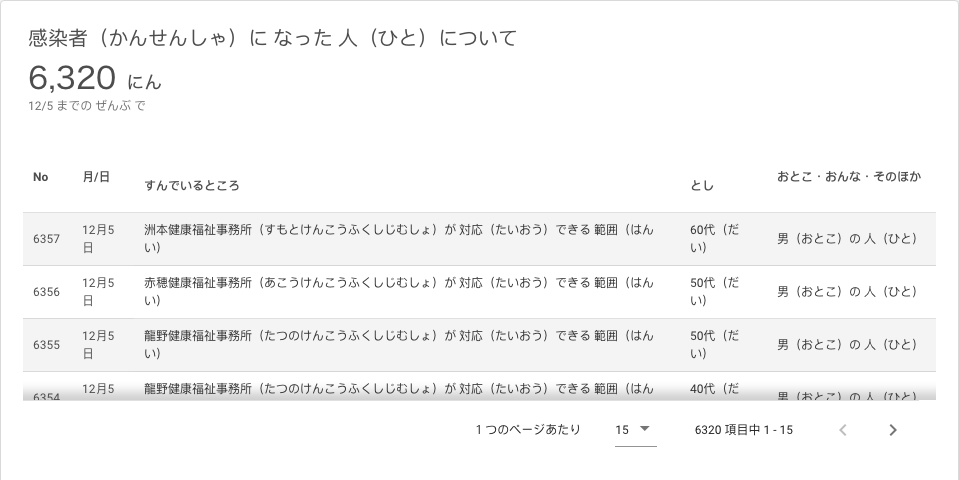 感染者（かんせんしゃ）に なった 人（ひと）について
6,320 にん
12/5 までの ぜんぶ で
No 月/日 すんでいるところ とし おとこ・おんな・そのほか
6357 12月5 洲本健康福祉事務所（すもとけんこうふくしじむしょ）が 対応（たいおう）できる 範囲（はん 60代（だ 男（おとこ）の 人（ひと）
日 い） い）
6356 12月5 赤穂健康福祉事務所（あこうけんこうふくしじむしょ）が 対応（たいおう）できる 範囲（はん 50代（だ 男（おとこ）の 人（ひと）
日 い） い）
6355 12月5 龍野健康福祉事務所（たつのけんこうふくしじむしょ）が 対応（たいおう）できる 範囲（はん 50代（だ 男（おとこ）の 人（ひと）
日 い） い）
6354 12月5 龍野健康福祉事務所（たつのけんこうふくしじむしょ）が 対応（たいおう）できる 範囲（はん 40代（だ 男（おとこ）の 人（ひと）
1 つのページあたり 15 6320 項目中 1 - 15